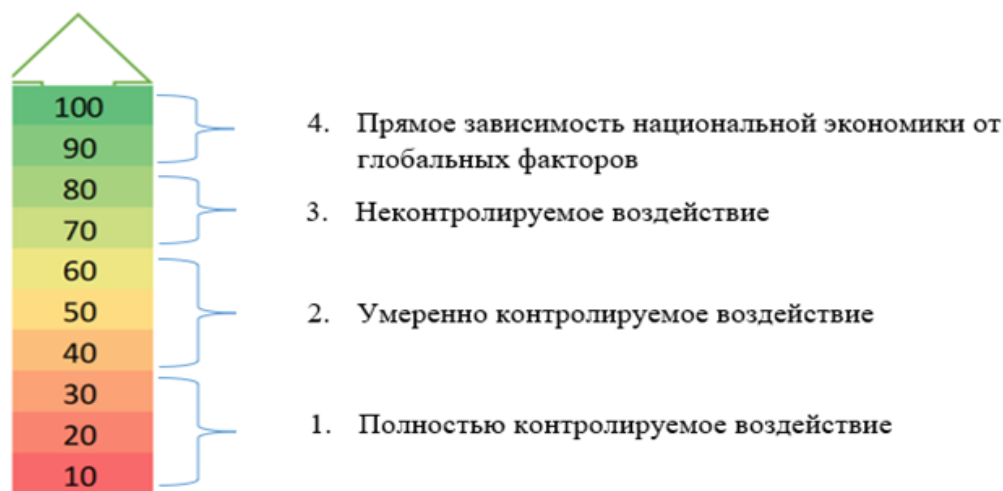 100
90
4. Прямое зависимость национальной экономики от
глобальных факторов
80
70
3. Неконтролируемое воздействие
60
50
40
2. Умеренно контролируемое воздействие
30
20
10
1. Полностью контролируемое воздействие